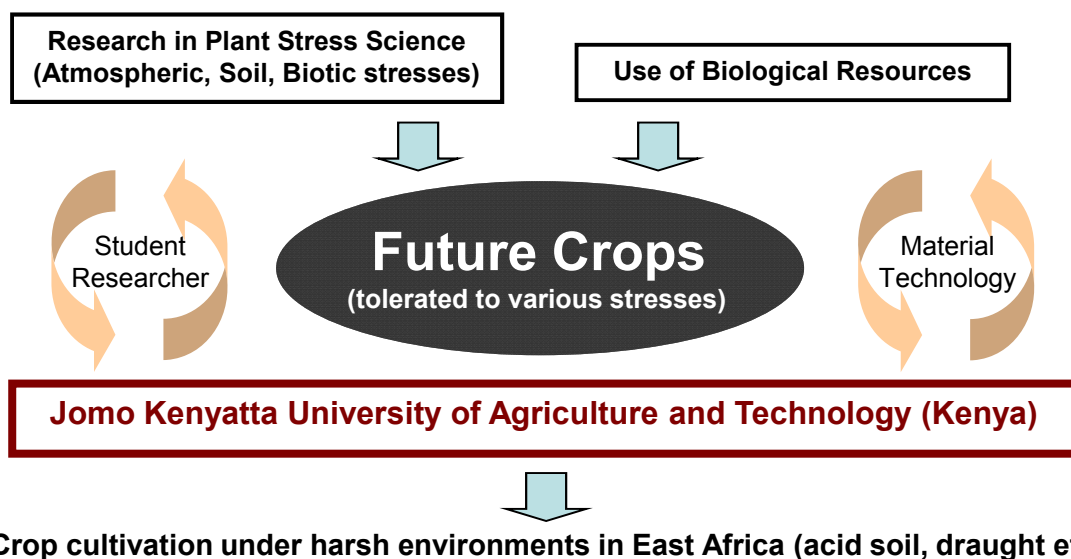 Research in Plant Stress Science
(Atmospheric, Soil, Biotic stresses)
Use of Biological Resources
Student
Researcher
Future Crops
(tolerated to various stresses)
Material
Technology
Jomo Kenyatta University of Agriculture and Technology (Kenya)
Crop cultivation under harsh environments in East Africa (acid soil, draught